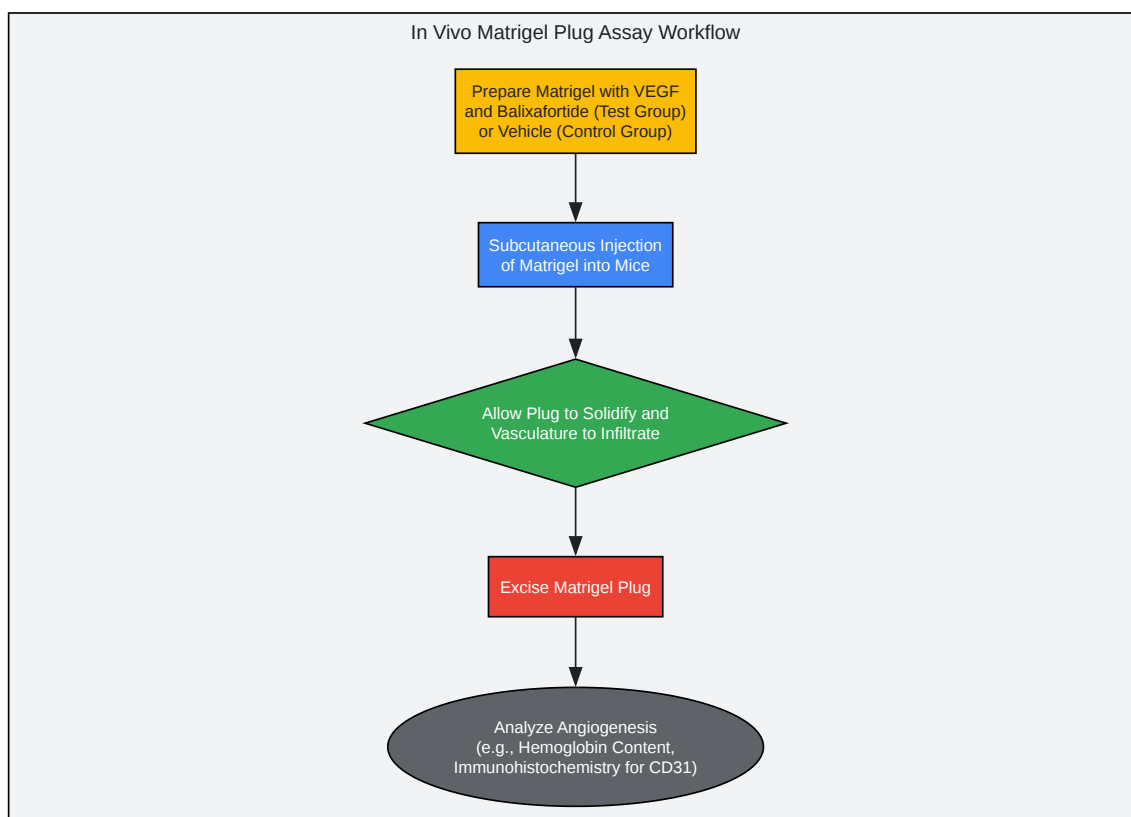 In Vivo Matrigel Plug Assay Workflow
Prepare Matrigel with VEGF
and Balixafortide (Test Group)
or Vehicle (Control Group)
Subcutaneous Injection
of Matrigel into Mice
Allow Plug to Solidify and
Vasculature to Infiltrate
Excise Matrigel Plug
Analyze Angiogenesis
(e.g., Hemoglobin Content,
Immunohistochemistry for CD31)